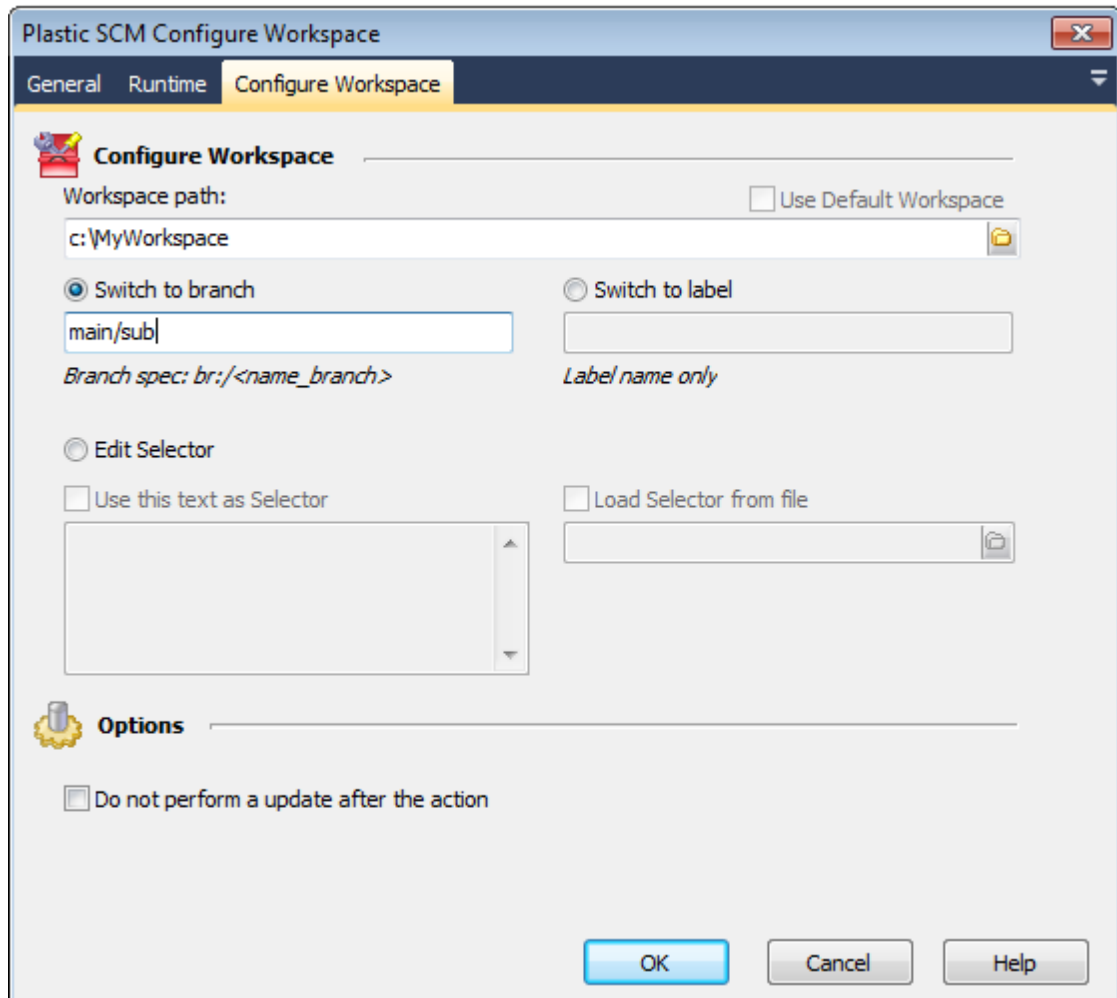 Plastic SCM Configure Workspace
General Runtime Configure Workspace
Configure Workspace
Workspace path: Use Default Workspace
c:\MyWorkspace
Switch to branch Switch to label
main/sub
Branch spec: br:/<name_branch> Label name only
Edit Selector
Use this text as Selector Load Selector from file
Options
Do not perform a update after the action
OK Cancel Help